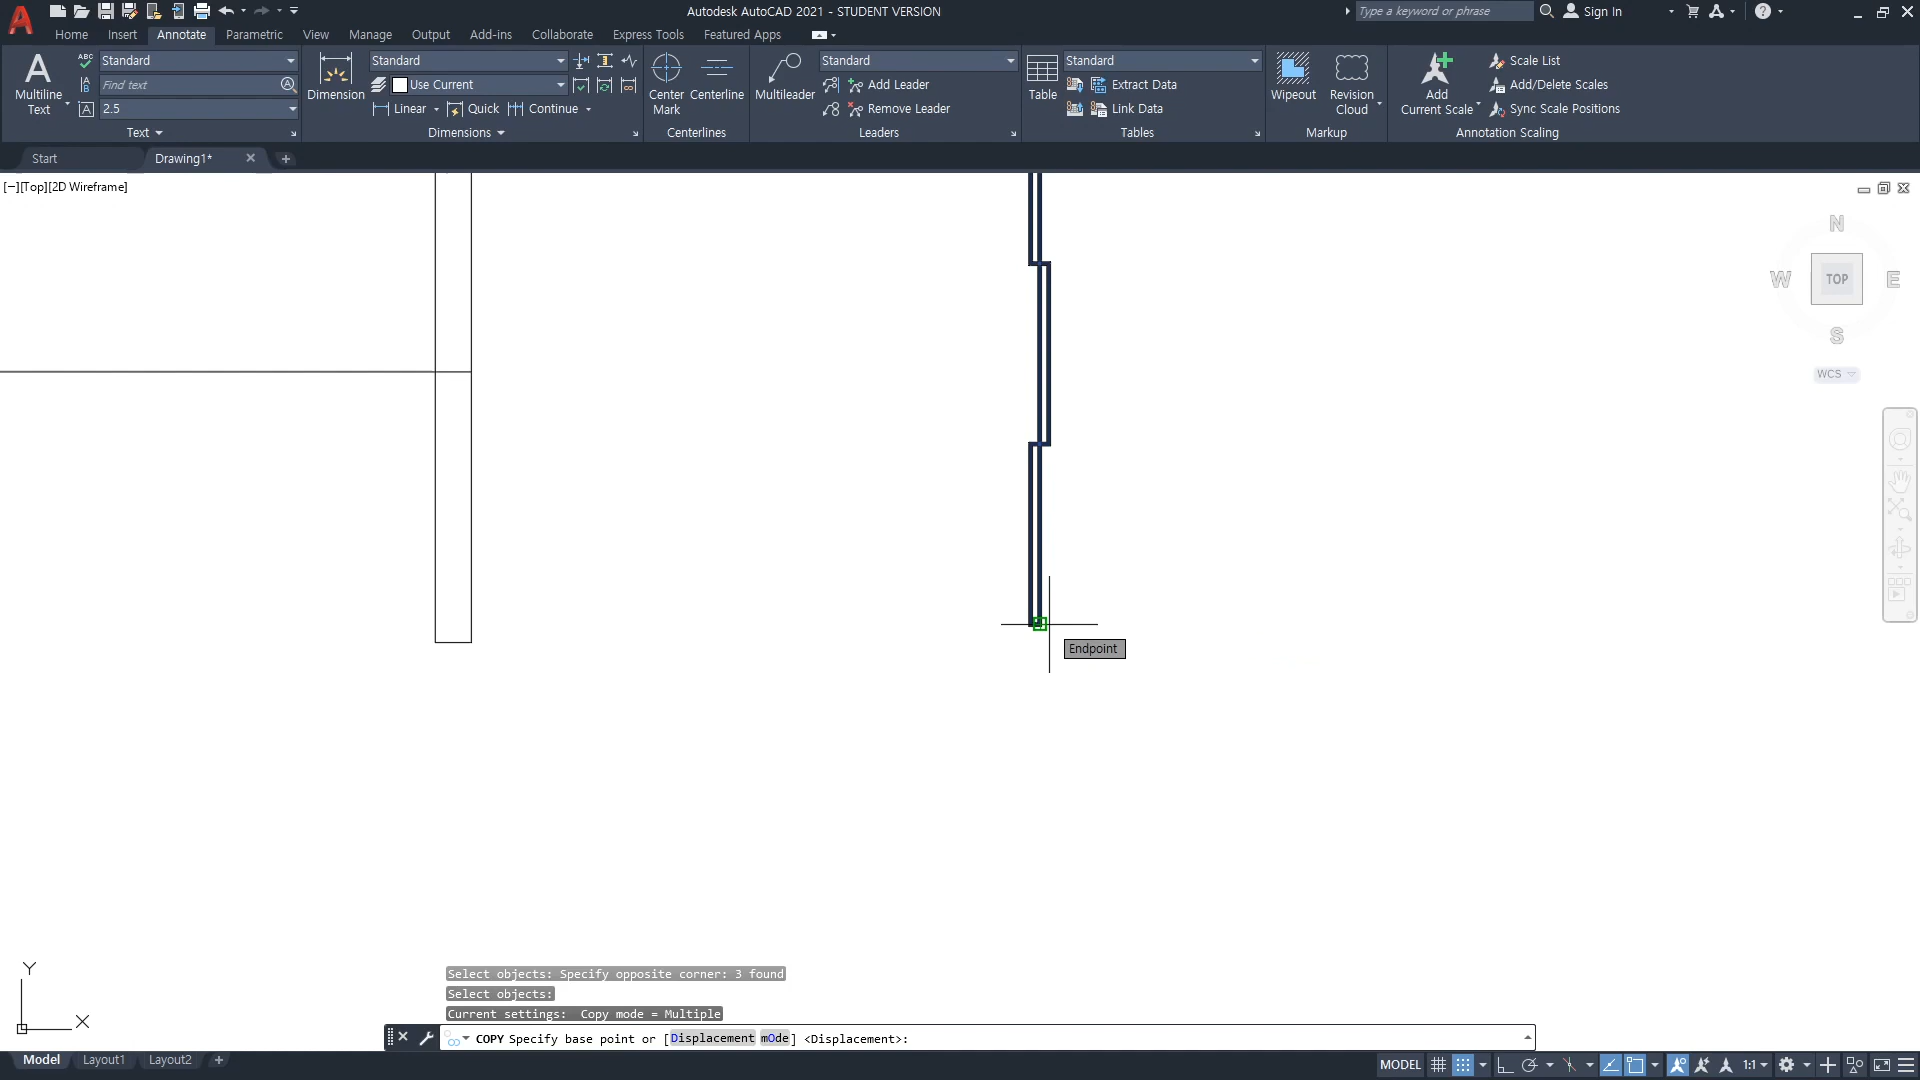 Autodesk AutoCAD 2021 - STUDENT VERSION
Type a keyword or phrase
Sign In
Home Insert Annotate Parametric View Manage Output Add-ins Collaborate Express Tools Featured Apps
Multiline Text
ABC
Standard
Find text
2.5
Text
Dimension
Standard
Use Current
Linear Quick Continue
Dimensions
Center Mark
Centerline
Centerlines
Multileader
Standard
Add Leader
Remove Leader
Leaders
Table
Standard
Extract Data
Link Data
Tables
Wipeout
Revision Cloud
Markup
Add Current Scale
Scale List
Add/Delete Scales
Sync Scale Positions
Annotation Scaling
Start
Drawing1*
[−][Top][2D Wireframe]
N
W TOP E
S
WCS
Endpoint
Y
X
Select objects: Specify opposite corner: 3 found
Select objects:
Current settings:  Copy mode = Multiple
COPY Specify base point or [Displacement mOde] <Displacement>:
Model Layout1 Layout2 +
MODEL
1:1